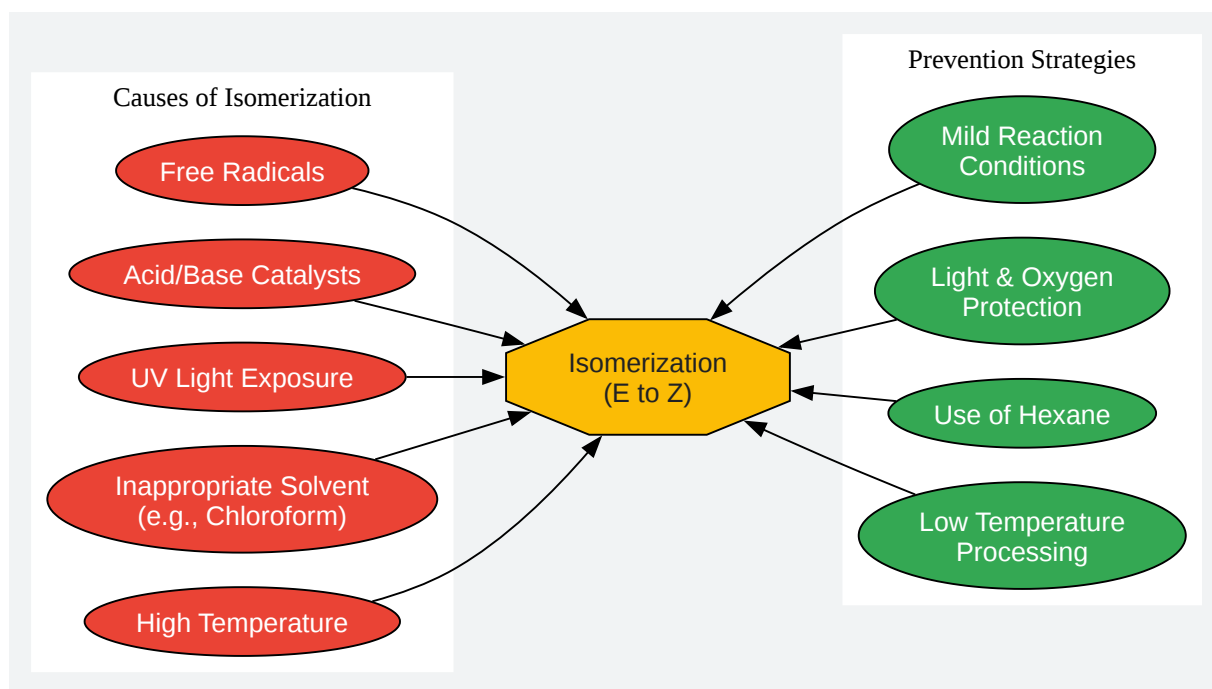 Causes of Isomerization
Free Radicals
Acid/Base Catalysts
UV Light Exposure
Inappropriate Solvent
(e.g., Chloroform)
High Temperature
Isomerization
(E to Z)
Prevention Strategies
Mild Reaction
Conditions
Light & Oxygen
Protection
Use of Hexane
Low Temperature
Processing